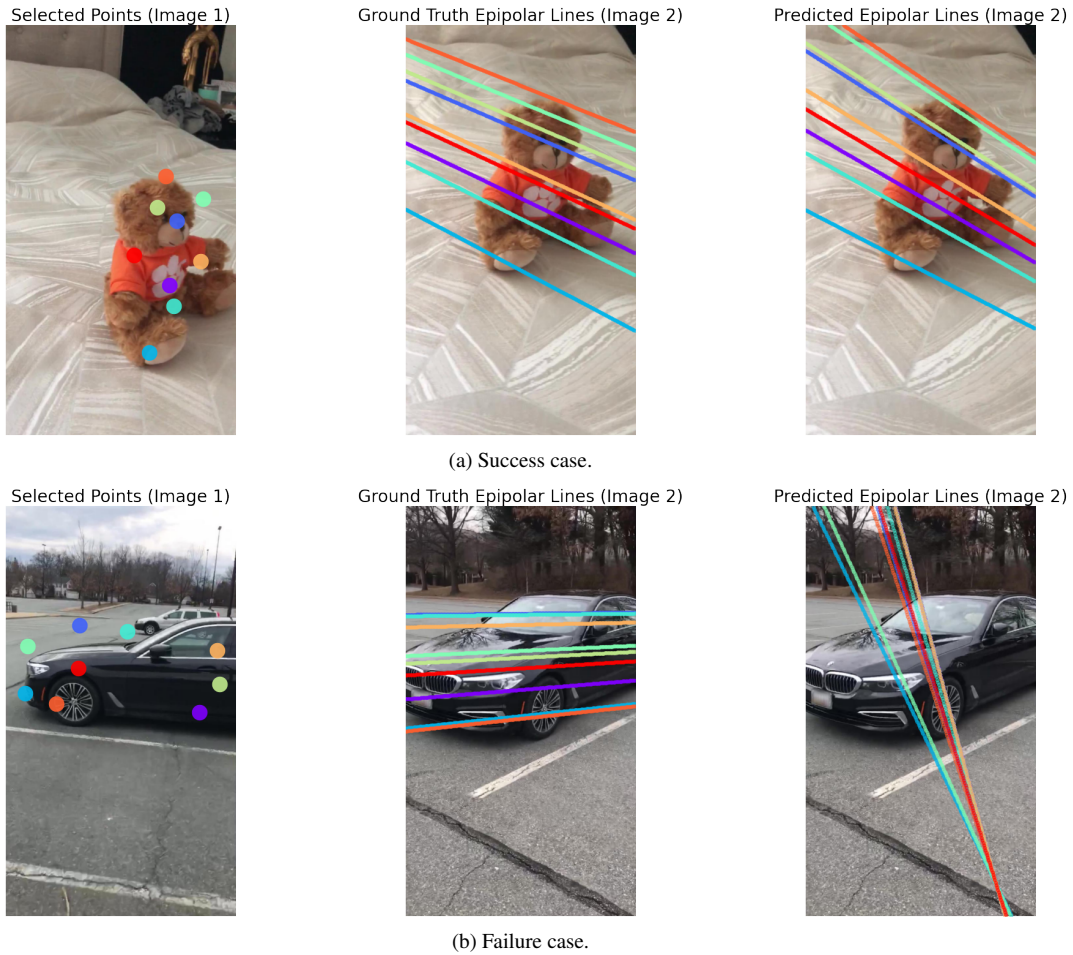 Selected Points (Image 1)
Ground Truth Epipolar Lines (Image 2)
Predicted Epipolar Lines (Image 2)
(a) Success case.
Selected Points (Image 1)
Ground Truth Epipolar Lines (Image 2)
Predicted Epipolar Lines (Image 2)
(b) Failure case.